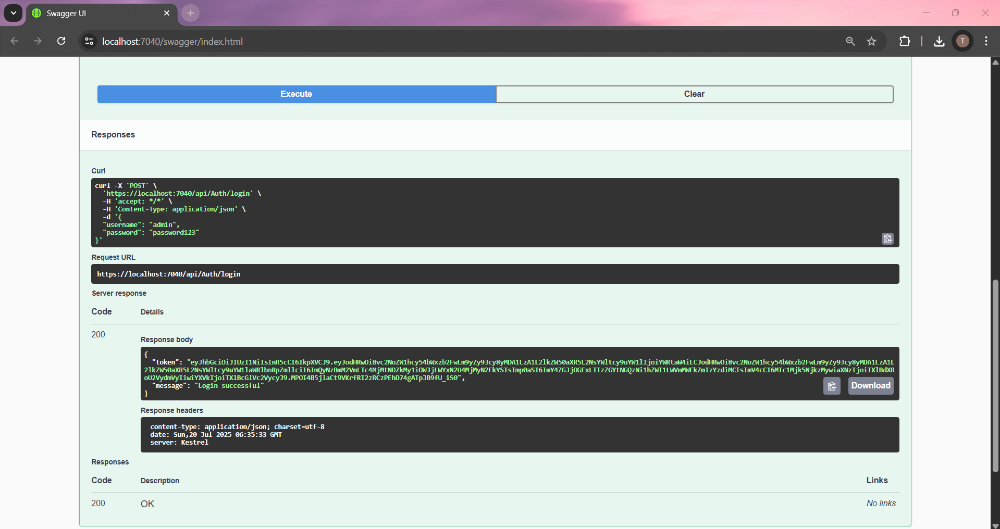 Swagger UI
localhost:7040/swagger/index.html
T
Execute
Clear
Responses
Curl
curl -X 'POST' \
'https://localhost:7040/api/Auth/login' \
-H 'accept: */*' \
-H 'Content-Type: application/json' \
-d '{
"username": "admin",
"password": "password123"
}'
Request URL
https://localhost:7040/api/Auth/login
Server response
Code Details
200
Response body
{
"token": "eyJhbGciOiJIUzI1NiIsInR5cCI6IkpXVCJ9.eyJodHRwOi8vc2NoZW1hcy54bWxzb2FwLm9yZy93cy8yMDA1LzA1L2lkZW50aXR5L2NsYWltcy9uYW1lIjoiYWRtaW4iLCJodHRwOi8vc2NoZW1hcy54bWxzb2FwLm9yZy93cy8yMDA1LzA1L
"message": "Login successful"
}
Download
Response headers
content-type: application/json; charset=utf-8
date: Sun,20 Jul 2025 06:35:33 GMT
server: Kestrel
Responses
Code Description Links
200 OK No links